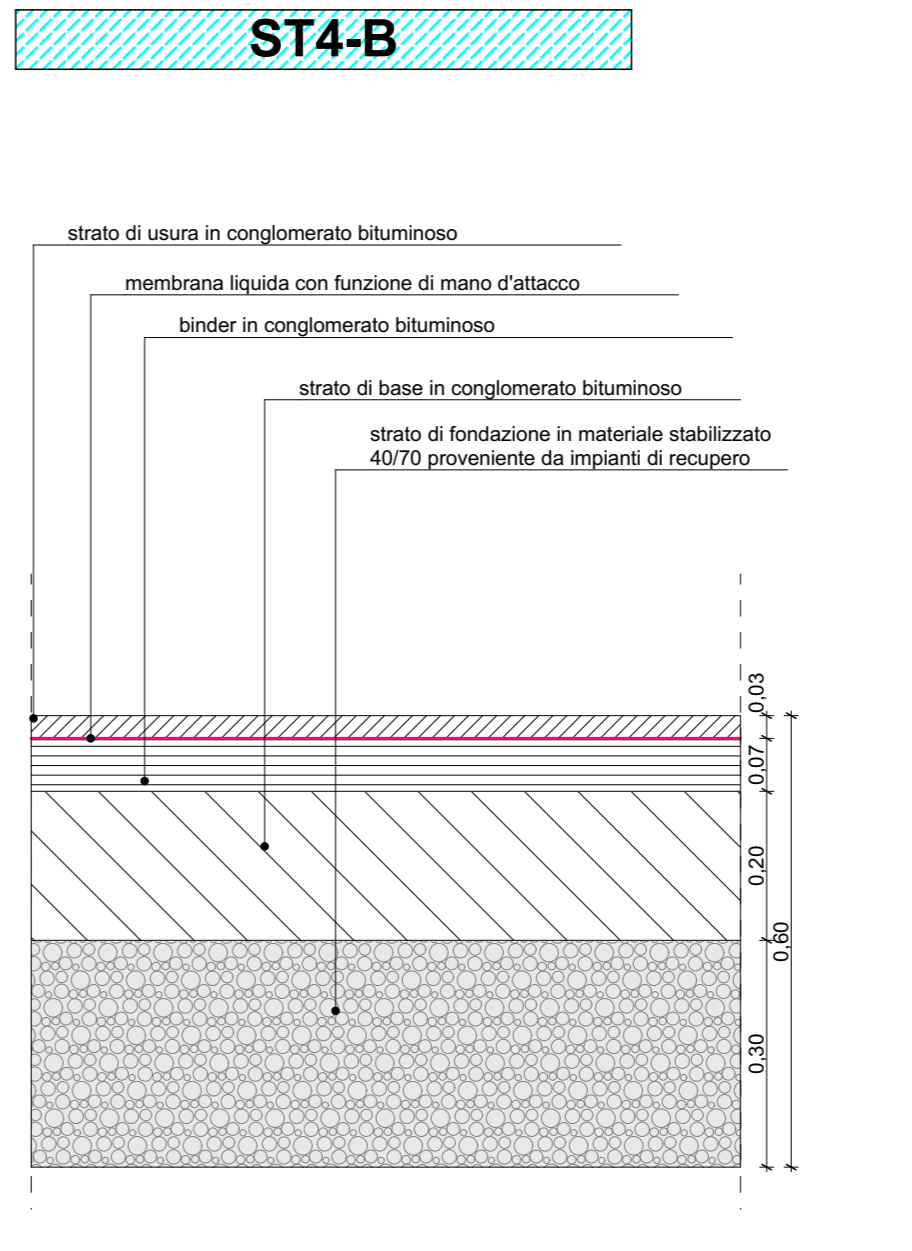 ST4-B
strato di usura in conglomerato bituminoso
membrana liquida con funzione di mano d'attacco
binder in conglomerato bituminoso
strato di base in conglomerato bituminoso
strato di fondazione in materiale stabilizzato
40/70 proveniente da impianti di recupero
0,03
0,07
0,20
0,60
0,30